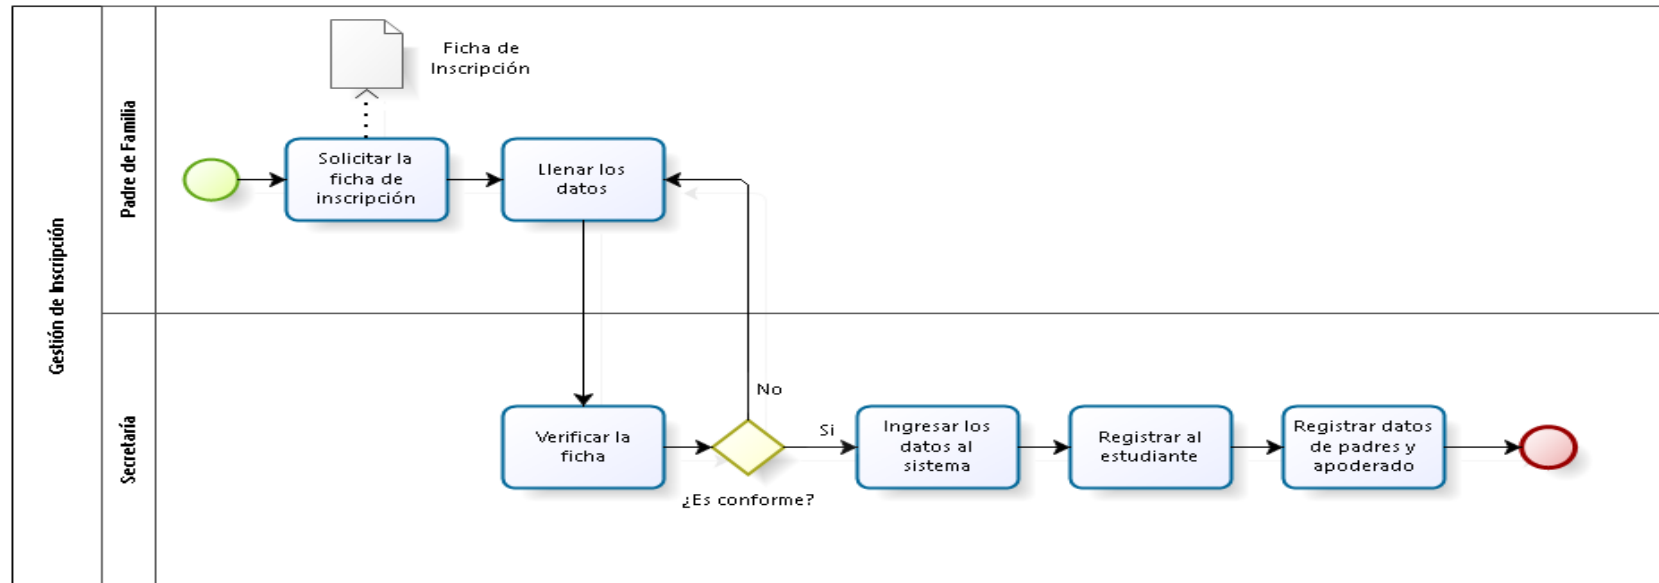 Gestión de Inscripción
Padre de Familia
Ficha de
Inscripción
Solicitar la
ficha de
inscripción
Llenar los
datos
Secretaría
Verificar la
ficha
No
¿Es conforme?
Si
Ingresar los
datos al
sistema
Registrar al
estudiante
Registrar datos
de padres y
apoderado